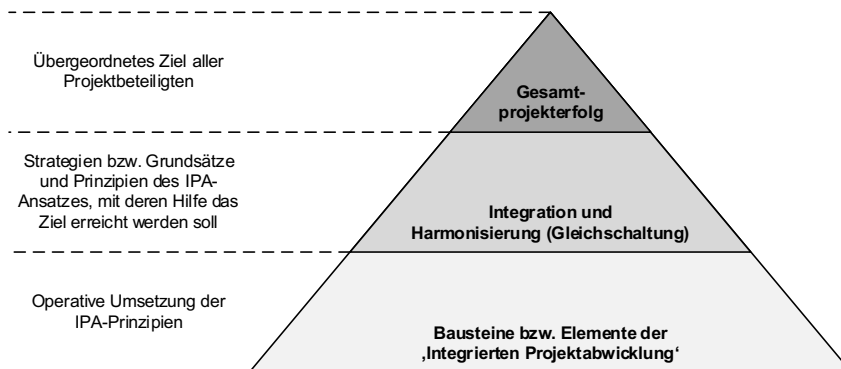 Übergeordnetes Ziel aller
Projektbeteiligten
Gesamt-
projekterfolg
Strategien bzw. Grundsätze
und Prinzipien des IPA-
Ansatzes, mit deren Hilfe das
Ziel erreicht werden soll
Integration und
Harmonisierung (Gleichschaltung)
Operative Umsetzung der
IPA-Prinzipien
Bausteine bzw. Elemente der
‚Integrierten Projektabwicklung‘